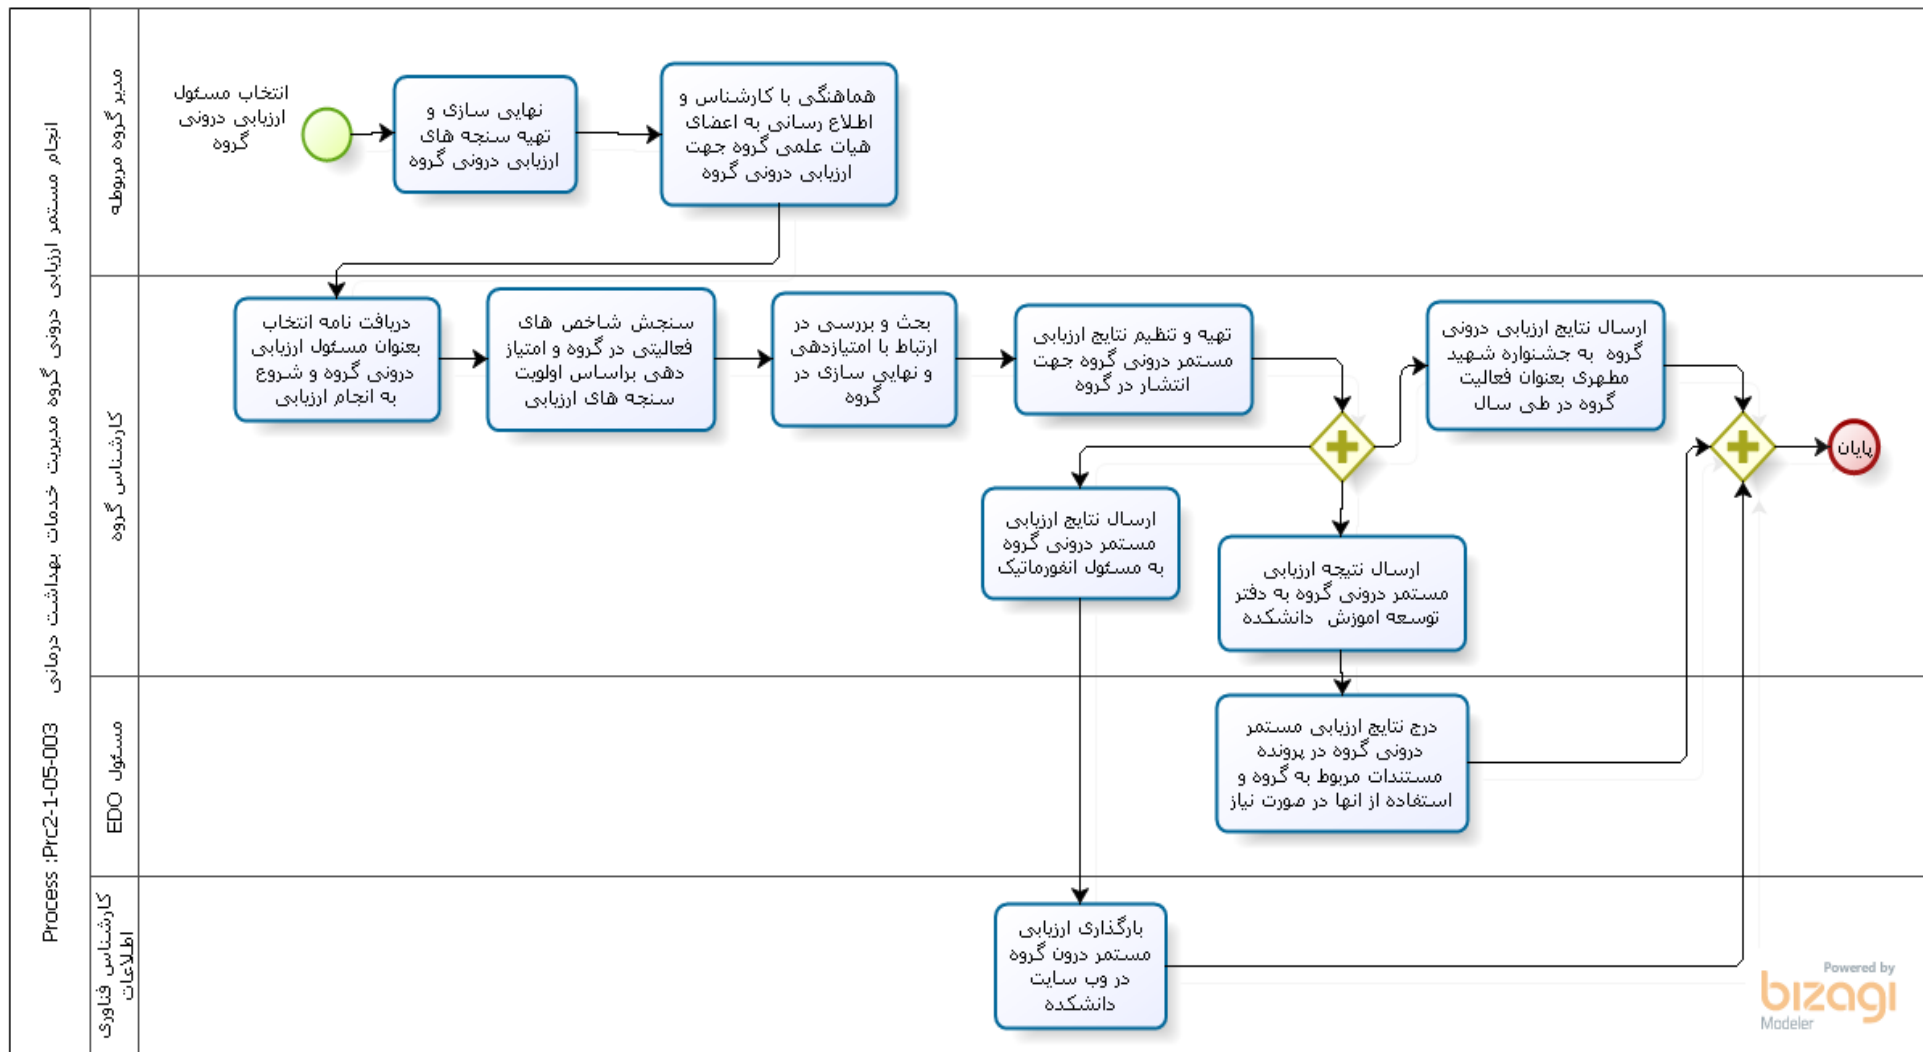 Process :Prc2-1-05-003 انجام مستمر ارزیابی درونی گروه مدیریت خدمات بهداشت درمانی
مدیر گروه مربوطه
انتخاب مسئول
ارزیابی درونی
گروه
نهایی سازی و
تهیه سنجه های
ارزیابی درونی گروه
هماهنگی با کارشناس و
اطلاع رسانی به اعضای
هیات علمی گروه جهت
ارزیابی درونی گروه
کارشناس گروه
دریافت نامه انتخاب
بعنوان مسئول ارزیابی
درونی گروه و شروع
به انجام ارزیابی
سنجش شاخص های
فعالیتی در گروه و امتیاز
دهی براساس اولویت
سنجه های ارزیابی
بحث و بررسی در
ارتباط با امتیازدهی
و نهایی سازی در
گروه
تهیه و تنظیم نتایج ارزیابی
مستمر درونی گروه جهت
انتشار در گروه
ارسال نتایج ارزیابی درونی
گروه به جشنواره شهید
مطهری بعنوان فعالیت
گروه در طی سال
پایان
ارسال نتایج ارزیابی
مستمر درونی گروه
به مسئول انفورماتیک
ارسال نتیجه ارزیابی
مستمر درونی گروه به دفتر
توسعه اموزش دانشکده
مسئول EDO
درج نتایج ارزیابی مستمر
درونی گروه در پرونده
مستندات مربوط به گروه و
استفاده از انها در صورت نیاز
کارشناس فناوری
اطلاعات
بارگذاری ارزیابی
مستمر درون گروه
در وب سایت
دانشکده
Powered by
bizagi
Modeler